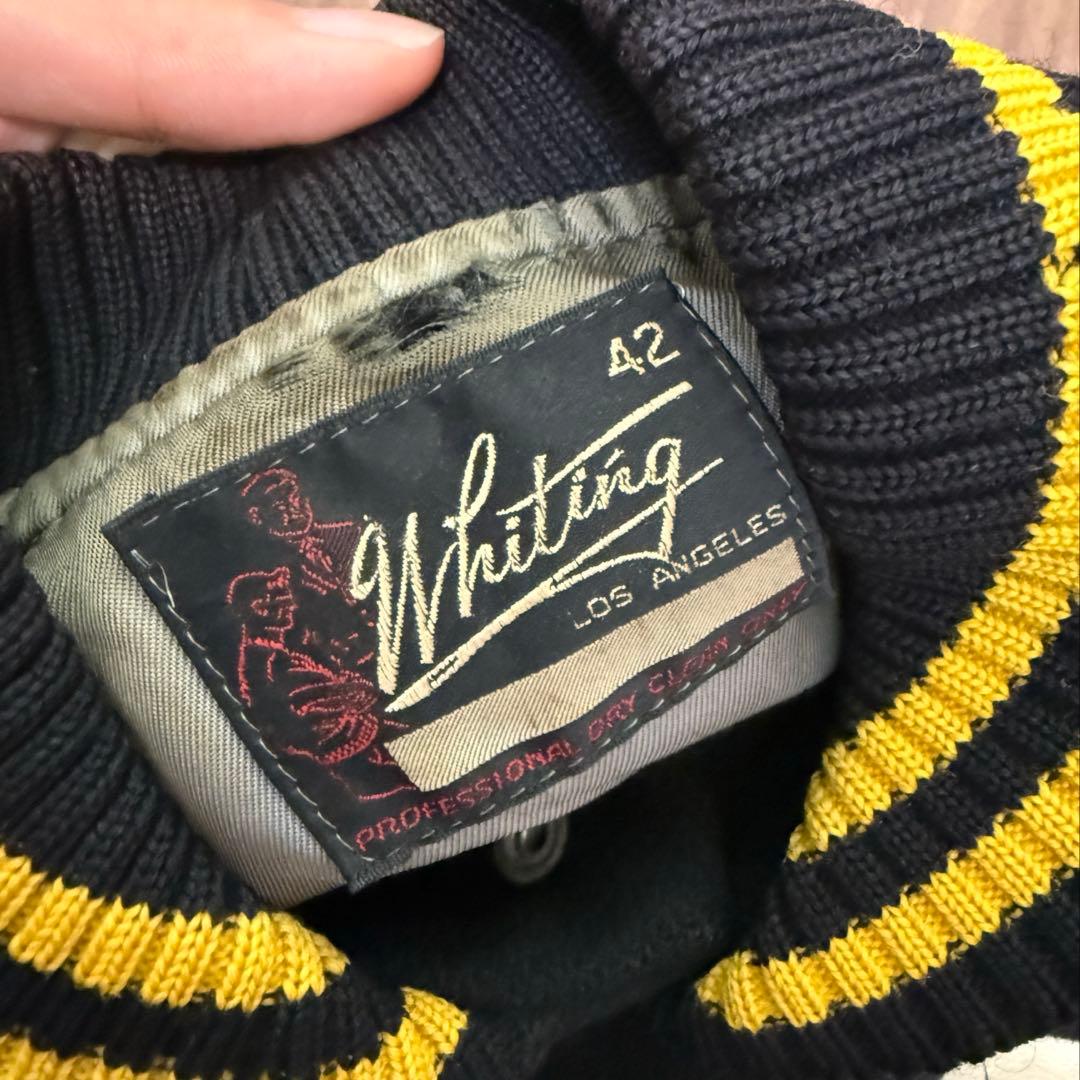 42
Whiting
LOS ANGELES
PROFESSIONAL DRY CLEAN ONLY